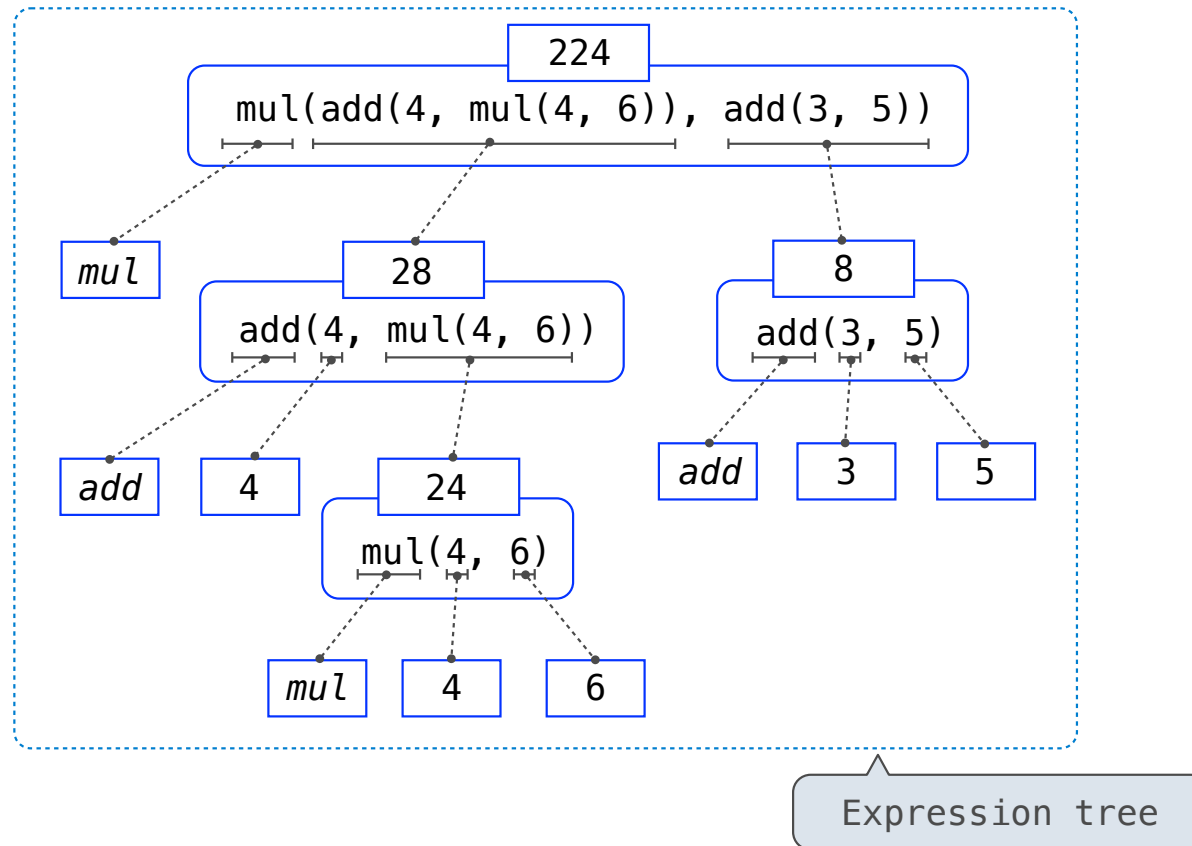 224
mul(add(4, mul(4, 6)), add(3, 5))
mul
28
8
add(4, mul(4, 6))
add(3, 5)
add
4
24
add
3
5
mul(4, 6)
mul
4
6
Expression tree